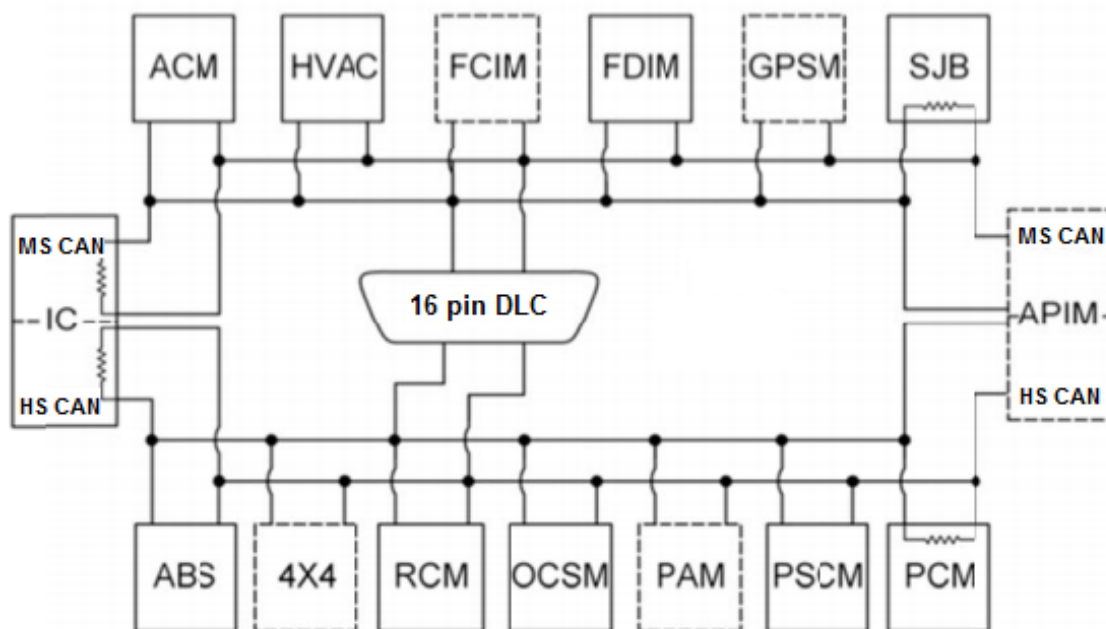 ACM HVAC FCIM FDIM GPSM SJB
MS CAN MS CAN
16 pin DLC
IC APIM
HS CAN HS CAN
ABS 4X4 RCM OCSM PAM PSCM PCM